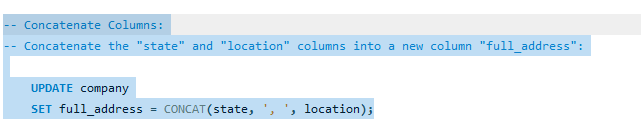 -- Concatenate Columns:
-- Concatenate the "state" and "location" columns into a new column "full_address":
UPDATE company
SET full_address = CONCAT(state, ', ', location);